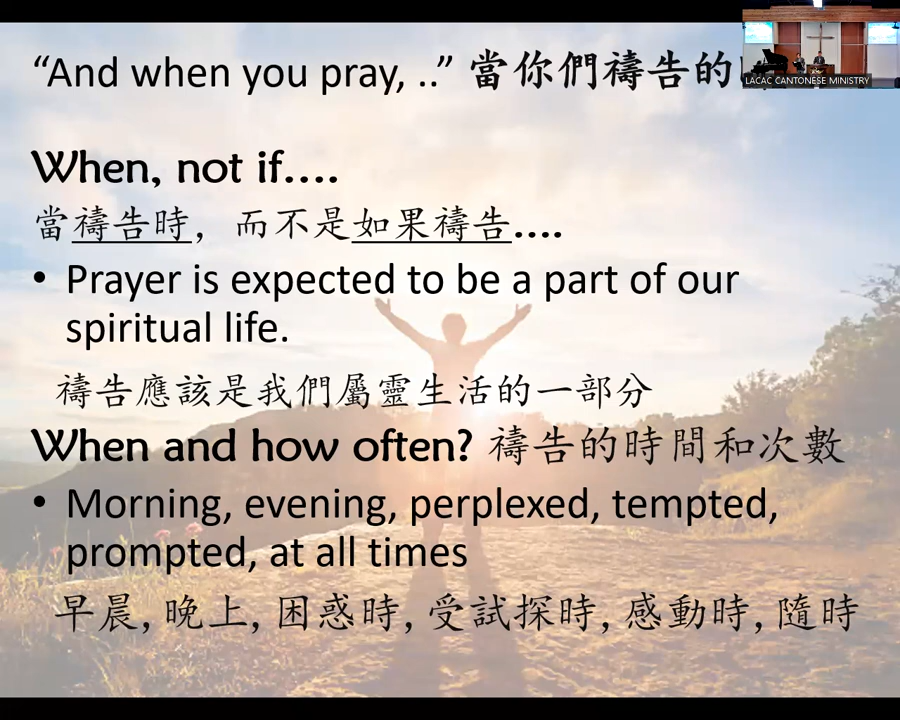 “And when you pray, ..” 當你們禱告的
LACAC CANTONESE MINISTRY
When, not if....
當禱告時，而不是如果禱告....
• Prayer is expected to be a part of our
spiritual life.
禱告應該是我們屬靈生活的一部分
When and how often? 禱告的時間和次數
• Morning, evening, perplexed, tempted,
prompted, at all times
早晨, 晚上, 困惑時, 受試探時, 感動時, 隨時